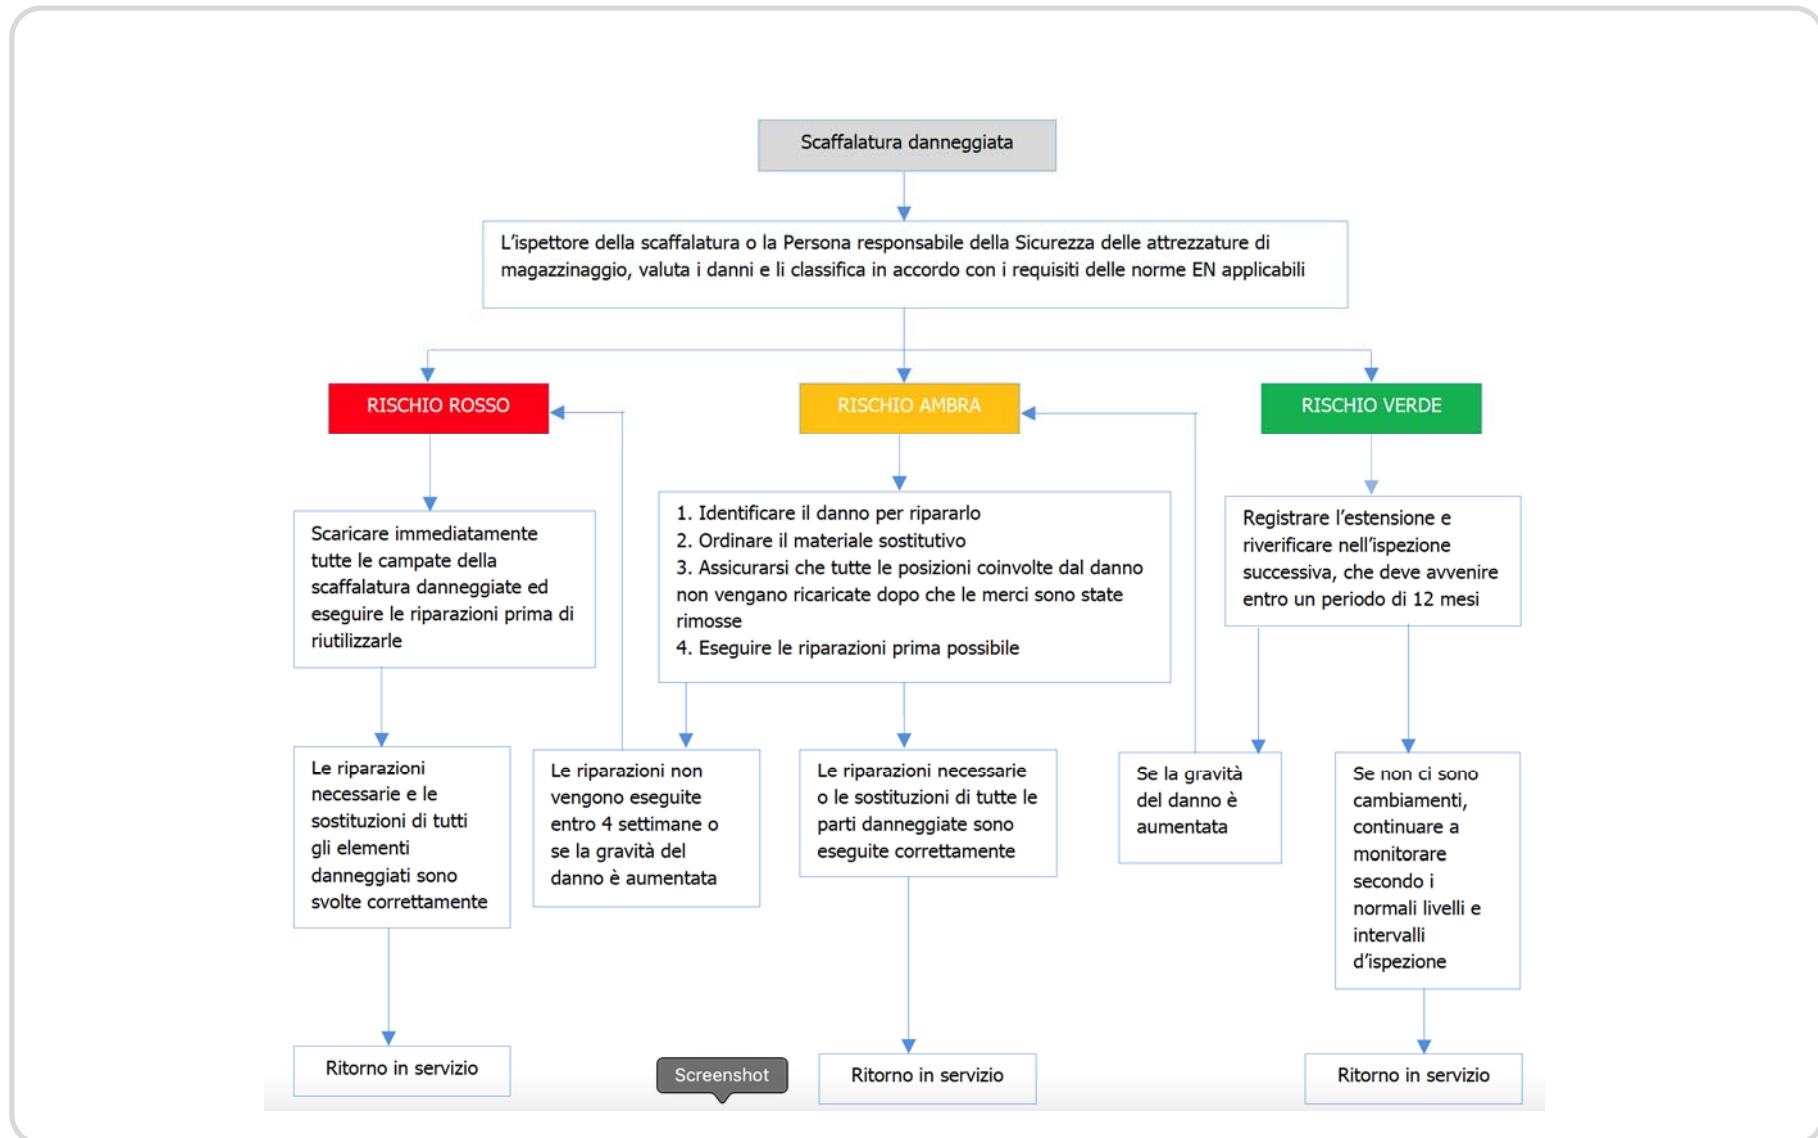 Scaffalatura danneggiata
L'ispettore della scaffalatura o la Persona responsabile della Sicurezza delle attrezzature di
magazzinaggio, valuta i danni e li classifica in accordo con i requisiti delle norme EN applicabili
RISCHIO ROSSO
RISCHIO AMBRA
RISCHIO VERDE
Scaricare immediatamente
tutte le campate della
scaffalatura danneggiate ed
eseguire le riparazioni prima di
riutilizzarle
1. Identificare il danno per ripararlo
2. Ordinare il materiale sostitutivo
3. Assicurarsi che tutte le posizioni coinvolte dal danno
non vengano ricaricate dopo che le merci sono state
rimosse
4. Eseguire le riparazioni prima possibile
Registrare l'estensione e
riverificare nell'ispezione
successiva, che deve avvenire
entro un periodo di 12 mesi
Le riparazioni
necessarie e le
sostituzioni di tutti
gli elementi
danneggiati sono
svolte correttamente
Le riparazioni non
vengono eseguite
entro 4 settimane o
se la gravità del
danno è aumentata
Le riparazioni necessarie
o le sostituzioni di tutte le
parti danneggiate sono
eseguite correttamente
Se la gravità
del danno è
aumentata
Se non ci sono
cambiamenti,
continuare a
monitorare
secondo i
normali livelli e
intervalli
d'ispezione
Ritorno in servizio
Screenshot
Ritorno in servizio
Ritorno in servizio